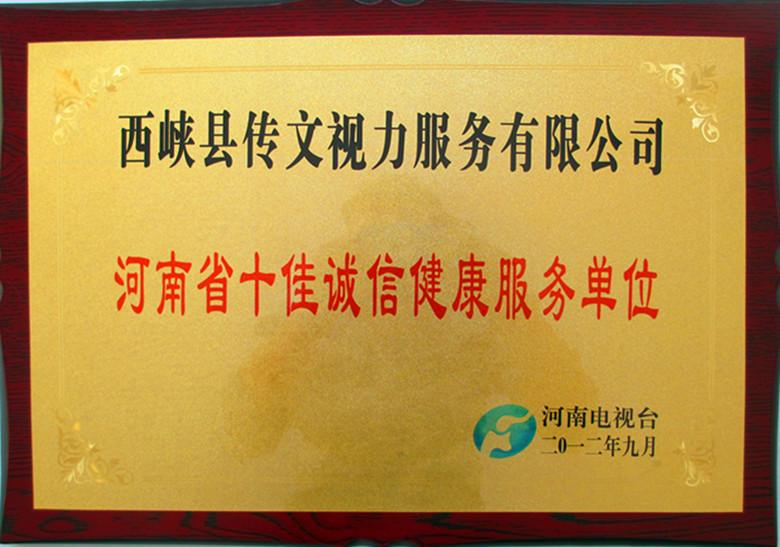 西峡县传文视力服务有限公司
河南省十佳诚信健康服务单位
河南电视台
二0一二年九月